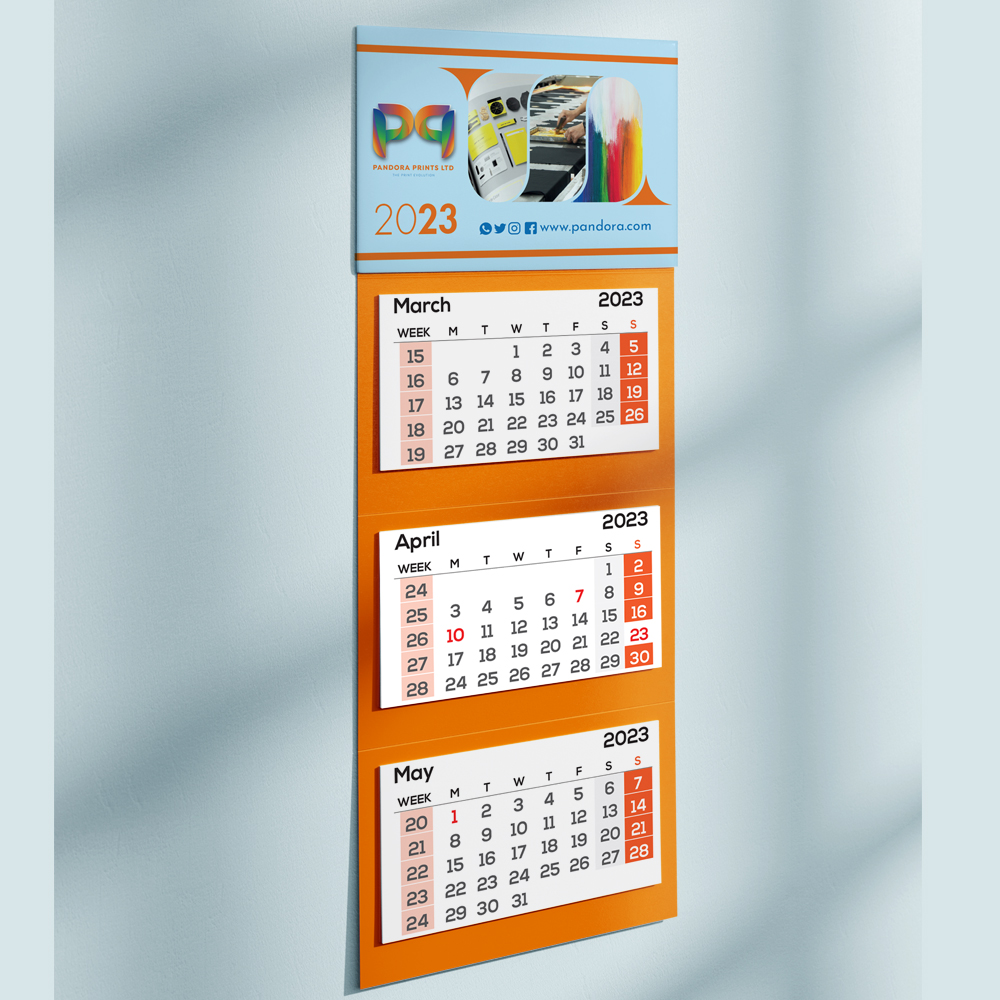 PANDORA PRINTS LTD
THE PRINT EVOLUTION
2023
www.pandora.com
March 2023
WEEK M T W T F S S
15 1 2 3 4 5
16 6 7 8 9 10 11 12
17 13 14 15 16 17 18 19
18 20 21 22 23 24 25 26
19 27 28 29 30 31
April 2023
WEEK M T W T F S S
24 1 2
25 3 4 5 6 7 8 9
26 10 11 12 13 14 15 16
27 17 18 19 20 21 22 23
28 24 25 26 27 28 29 30
May 2023
WEEK M T W T F S S
20 1 2 3 4 5 6 7
21 8 9 10 11 12 13 14
22 15 16 17 18 19 20 21
23 22 23 24 25 26 27 28
24 29 30 31